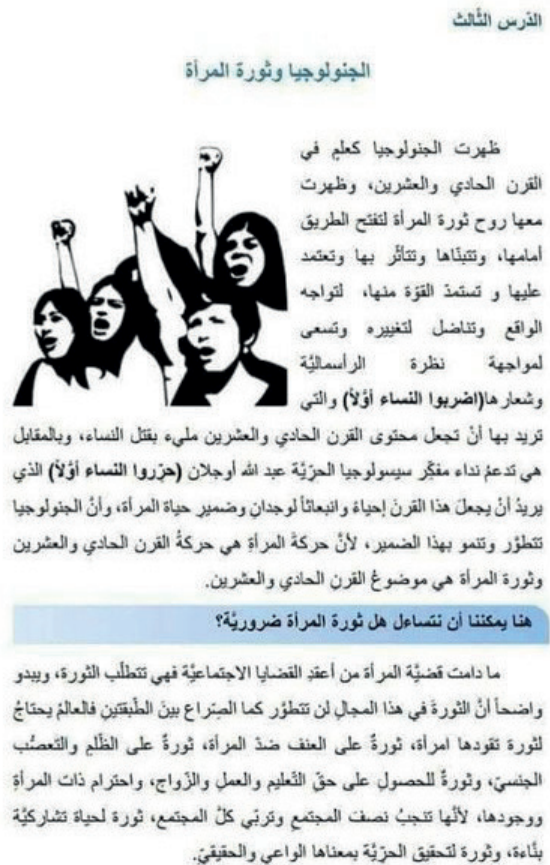 الدّرس الثّالث
الجنولوجيا وثورة المرأة
ظهرت الجنولوجيا كعلمٍ في
القرن الحادي والعشرين، وظهرت
معها روح ثورة المرأة لتفتح الطريق
أمامها، وتتبنّاها وتتأثّر بها وتعتمد
عليها و تستمدّ القوّة منها، لتواجه
الواقع وتناضل لتغييره وتسعى
لمواجهة نظرة الرأسماليَّة
وشعارها(اضربوا النساء أوّلاً) والتي
تريد بها أنْ تجعل محتوى القرن الحادي والعشرين مليء بقتل النساء، وبالمقابل
هي تدعمُ نداء مفكِّر سيسولوجيا الحرّيَّة عبد الله أوجلان (حرّروا النساء أوّلاً) الذي
يريدُ أنْ يجعلَ هذا القرنَ إحياءً وانبعاثاً لوجدانِ وضميرِ حياة المرأة، وأنَّ الجنولوجيا
تتطوَّر وتنمو بهذا الضمير، لأنَّ حركةَ المرأةِ هي حركةُ القرن الحادي والعشرين
وثورة المرأة هي موضوعُ القرنِ الحادي والعشرين.
هنا يمكننا أن نتساءل هل ثورة المرأة ضروريَّة؟
ما دامت قضيَّة المرأة من أعقدِ القضايا الاجتماعيَّة فهي تتطلَّب الثورة، ويبدو
واضحاً أنَّ الثورةَ في هذا المجالِ لن تتطوَّر كما الصِّراع بينَ الطّبقتينِ فالعالمُ يحتاجُ
لثورة تقودها امرأة، ثورةٌ على العنف ضدّ المرأة، ثورةٌ على الظّلمِ والتّعصُّب
الجنسيّ، وثورةٌ للحصولِ على حقّ التّعليم والعملِ والزّواج، واحترام ذات المرأةِ
ووجودها، لأنّها تنجبُ نصف المجتمعِ وتربّي كلَّ المجتمع، ثورة لحياة تشاركيَّة
بنّاءة، وثورة لتحقيق الحرّيَّة بمعناها الواعي والحقيقيّ.